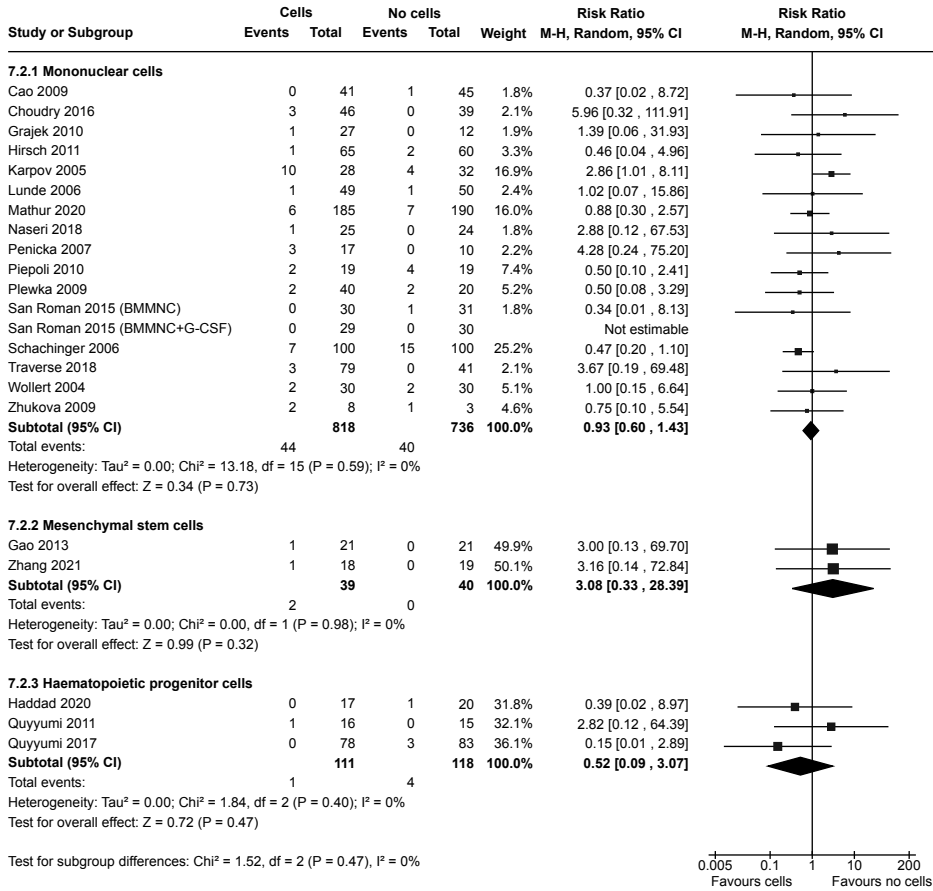 Cells No cells Risk Ratio Risk Ratio
Study or Subgroup Events Total Events Total Weight M-H, Random, 95% CI M-H, Random, 95% CI
7.2.1 Mononuclear cells
Cao 2009 0 41 1 45 1.8% 0.37 [0.02 , 8.72]
Choudry 2016 3 46 0 39 2.1% 5.96 [0.32 , 111.91]
Grajek 2010 1 27 0 12 1.9% 1.39 [0.06 , 31.93]
Hirsch 2011 1 65 2 60 3.3% 0.46 [0.04 , 4.96]
Karpov 2005 10 28 4 32 16.9% 2.86 [1.01 , 8.11]
Lunde 2006 1 49 1 50 2.4% 1.02 [0.07 , 15.86]
Mathur 2020 6 185 7 190 16.0% 0.88 [0.30 , 2.57]
Naseri 2018 1 25 0 24 1.8% 2.88 [0.12 , 67.53]
Penicka 2007 3 17 0 10 2.2% 4.28 [0.24 , 75.20]
Piepoli 2010 2 19 4 19 7.4% 0.50 [0.10 , 2.41]
Plewka 2009 2 40 2 20 5.2% 0.50 [0.08 , 3.29]
San Roman 2015 (BMMNC) 0 30 1 31 1.8% 0.34 [0.01 , 8.13]
San Roman 2015 (BMMNC+G-CSF) 0 29 0 30 Not estimable
Schachinger 2006 7 100 15 100 25.2% 0.47 [0.20 , 1.10]
Traverse 2018 3 79 0 41 2.1% 3.67 [0.19 , 69.48]
Wollert 2004 2 30 2 30 5.1% 1.00 [0.15 , 6.64]
Zhukova 2009 2 8 1 3 4.6% 0.75 [0.10 , 5.54]
Subtotal (95% CI) 818 736 100.0% 0.93 [0.60 , 1.43]
Total events: 44 40
Heterogeneity: Tau² = 0.00; Chi² = 13.18, df = 15 (P = 0.59); I² = 0%
Test for overall effect: Z = 0.34 (P = 0.73)
7.2.2 Mesenchymal stem cells
Gao 2013 1 21 0 21 49.9% 3.00 [0.13 , 69.70]
Zhang 2021 1 18 0 19 50.1% 3.16 [0.14 , 72.84]
Subtotal (95% CI) 39 40 100.0% 3.08 [0.33 , 28.39]
Total events: 2 0
Heterogeneity: Tau² = 0.00; Chi² = 0.00, df = 1 (P = 0.98); I² = 0%
Test for overall effect: Z = 0.99 (P = 0.32)
7.2.3 Haematopoietic progenitor cells
Haddad 2020 0 17 1 20 31.8% 0.39 [0.02 , 8.97]
Quyyumi 2011 1 16 0 15 32.1% 2.82 [0.12 , 64.39]
Quyyumi 2017 0 78 3 83 36.1% 0.15 [0.01 , 2.89]
Subtotal (95% CI) 111 118 100.0% 0.52 [0.09 , 3.07]
Total events: 1 4
Heterogeneity: Tau² = 0.00; Chi² = 1.84, df = 2 (P = 0.40); I² = 0%
Test for overall effect: Z = 0.72 (P = 0.47)
Test for subgroup differences: Chi² = 1.52, df = 2 (P = 0.47), I² = 0%
0.005 0.1 1 10 200
Favours cells Favours no cells